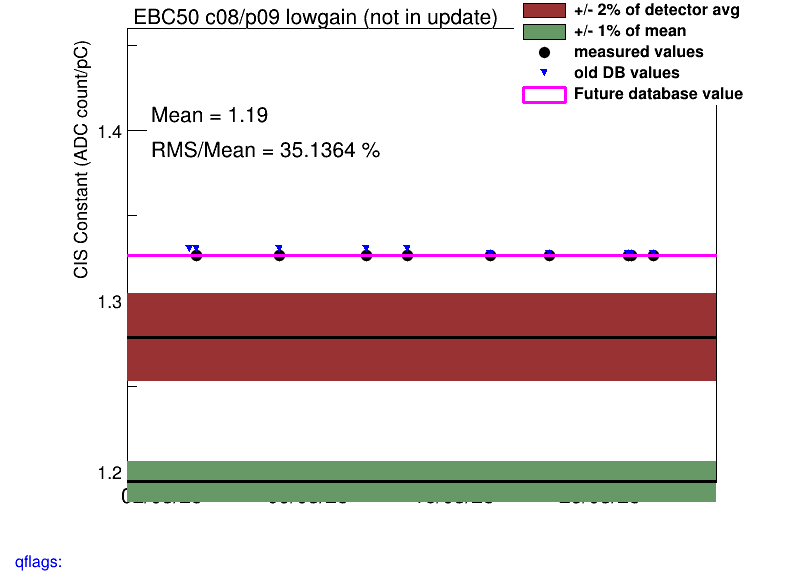 EBC50 c08/p09 lowgain (not in update)
+/- 2% of detector avg
+/- 1% of mean
measured values
old DB values
Future database value
CIS Constant (ADC count/pC)
Mean = 1.19
RMS/Mean = 35.1364 %
1.4
1.3
1.2
qflags: